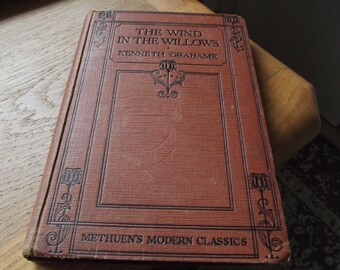 THE WIND
IN THE WILLOWS
KENNETH GRAHAME
METHUEN'S MODERN CLASSICS